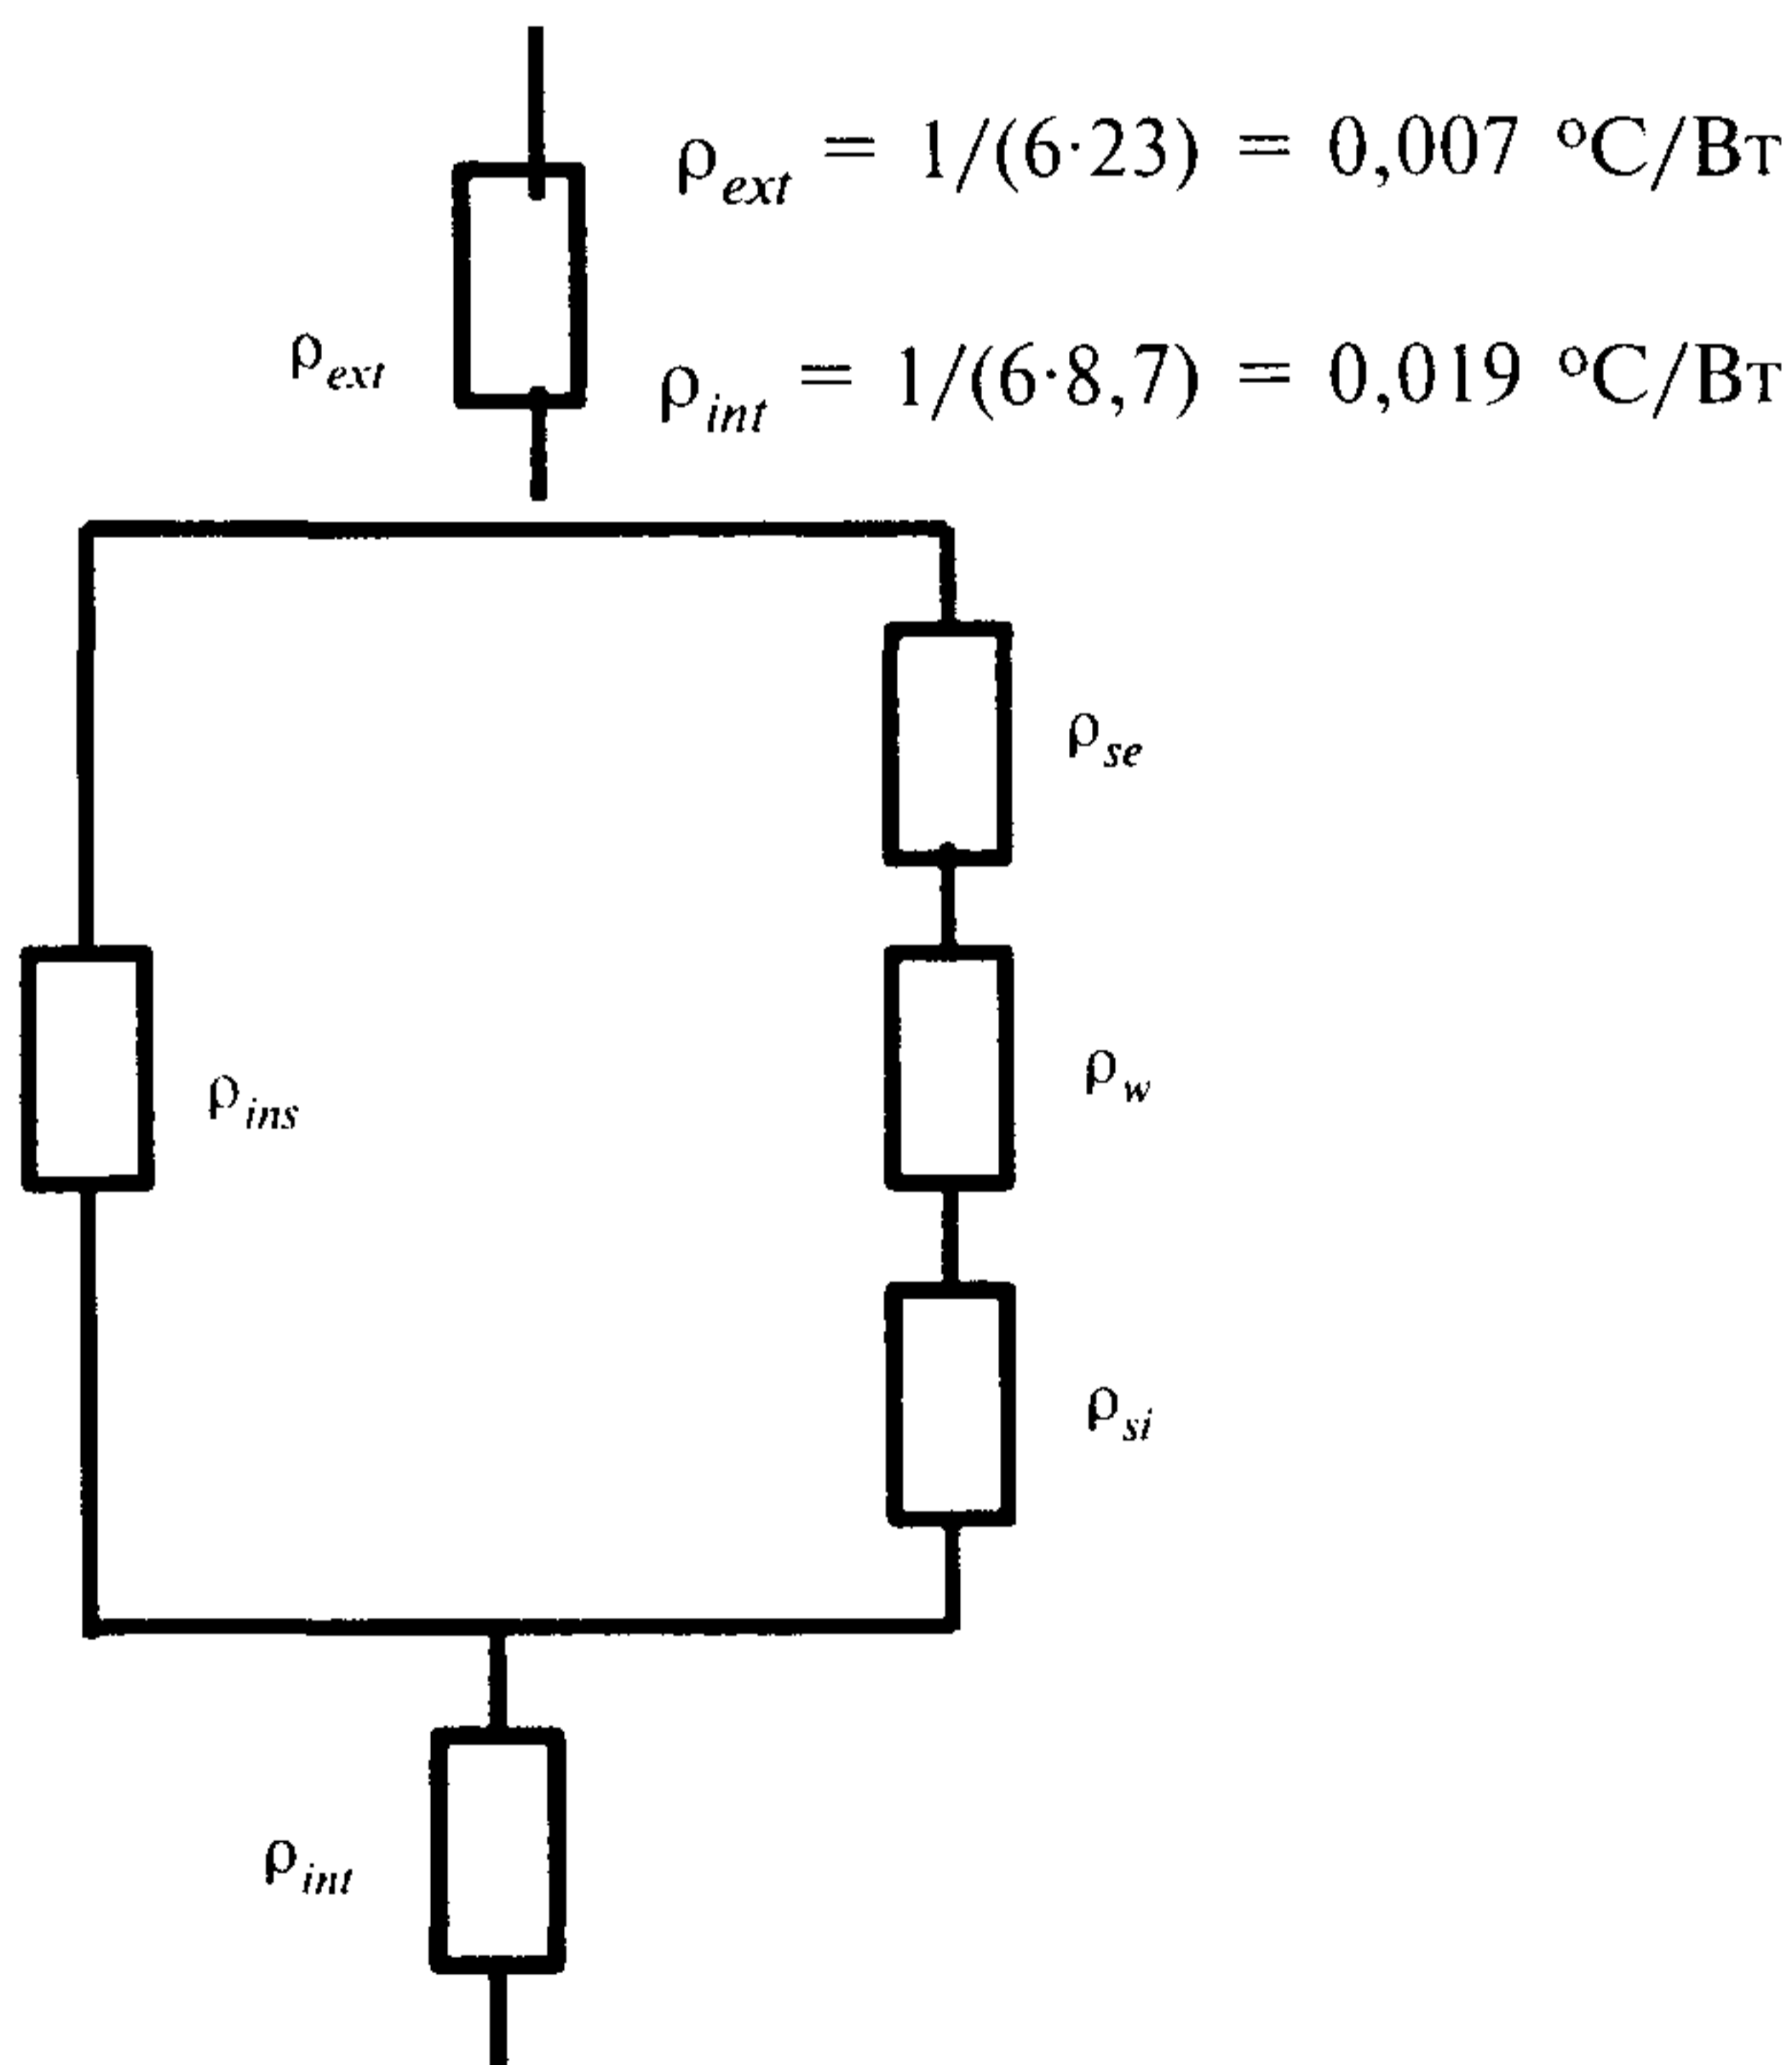 ρext = 1/(6·23) = 0,007 °С/Вт
ρext
ρint = 1/(6·8,7) = 0,019 °С/Вт
ρse
ρw
ρins
ρsi
ρint